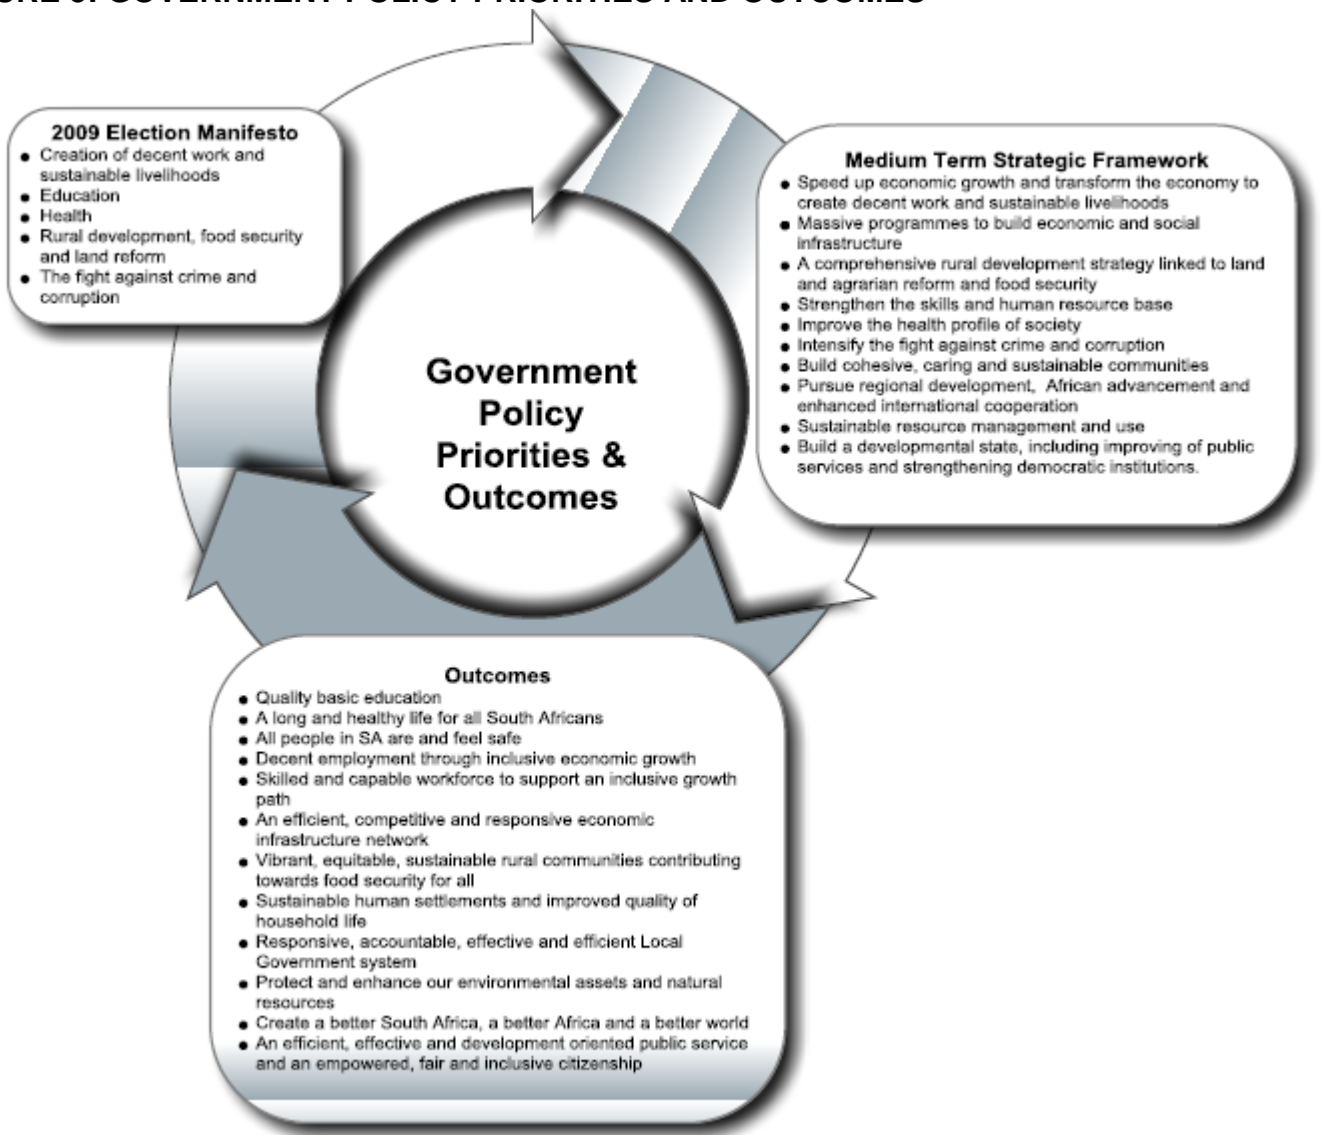 GOVERNMENT POLICY PRIORITIES AND OUTCOMES
2009 Election Manifesto
● Creation of decent work and
sustainable livelihoods
● Education
● Health
● Rural development, food security
and land reform
● The fight against crime and
corruption
Medium Term Strategic Framework
● Speed up economic growth and transform the economy to
create decent work and sustainable livelihoods
● Massive programmes to build economic and social
infrastructure
● A comprehensive rural development strategy linked to land
and agrarian reform and food security
● Strengthen the skills and human resource base
● Improve the health profile of society
● Intensify the fight against crime and corruption
● Build cohesive, caring and sustainable communities
● Pursue regional development, African advancement and
enhanced international cooperation
● Sustainable resource management and use
● Build a developmental state, including improving of public
services and strengthening democratic institutions.
Government
Policy
Priorities &
Outcomes
Outcomes
● Quality basic education
● A long and healthy life for all South Africans
● All people in SA are and feel safe
● Decent employment through inclusive economic growth
● Skilled and capable workforce to support an inclusive growth
path
● An efficient, competitive and responsive economic
infrastructure network
● Vibrant, equitable, sustainable rural communities contributing
towards food security for all
● Sustainable human settlements and improved quality of
household life
● Responsive, accountable, effective and efficient Local
Government system
● Protect and enhance our environmental assets and natural
resources
● Create a better South Africa, a better Africa and a better world
● An efficient, effective and development oriented public service
and an empowered, fair and inclusive citizenship